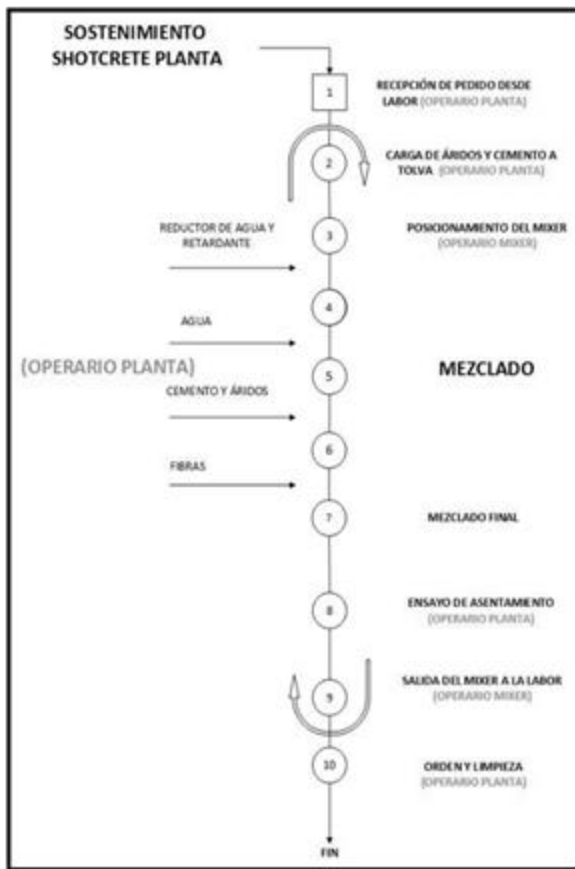 SOSTENIMIENTO
SHOTCRETE PLANTA
1
RECEPCIÓN DE PEDIDO DESDE
LABOR (OPERARIO PLANTA)
2
CARGA DE ÁRIDOS Y CEMENTO A
TOLVA (OPERARIO PLANTA)
REDUCTOR DE AGUA Y
RETARDANTE
3
POSICIONAMIENTO DEL MIXER
(OPERARIO MIXER)
4
AGUA
(OPERARIO PLANTA)
5
MEZCLADO
CEMENTO Y ÁRIDOS
6
FIBRAS
7
MEZCLADO FINAL
8
ENSAYO DE ASENTAMIENTO
(OPERARIO PLANTA)
9
SALIDA DEL MIXER A LA LABOR
(OPERARIO MIXER)
10
ORDEN Y LIMPIEZA
(OPERARIO PLANTA)
FIN